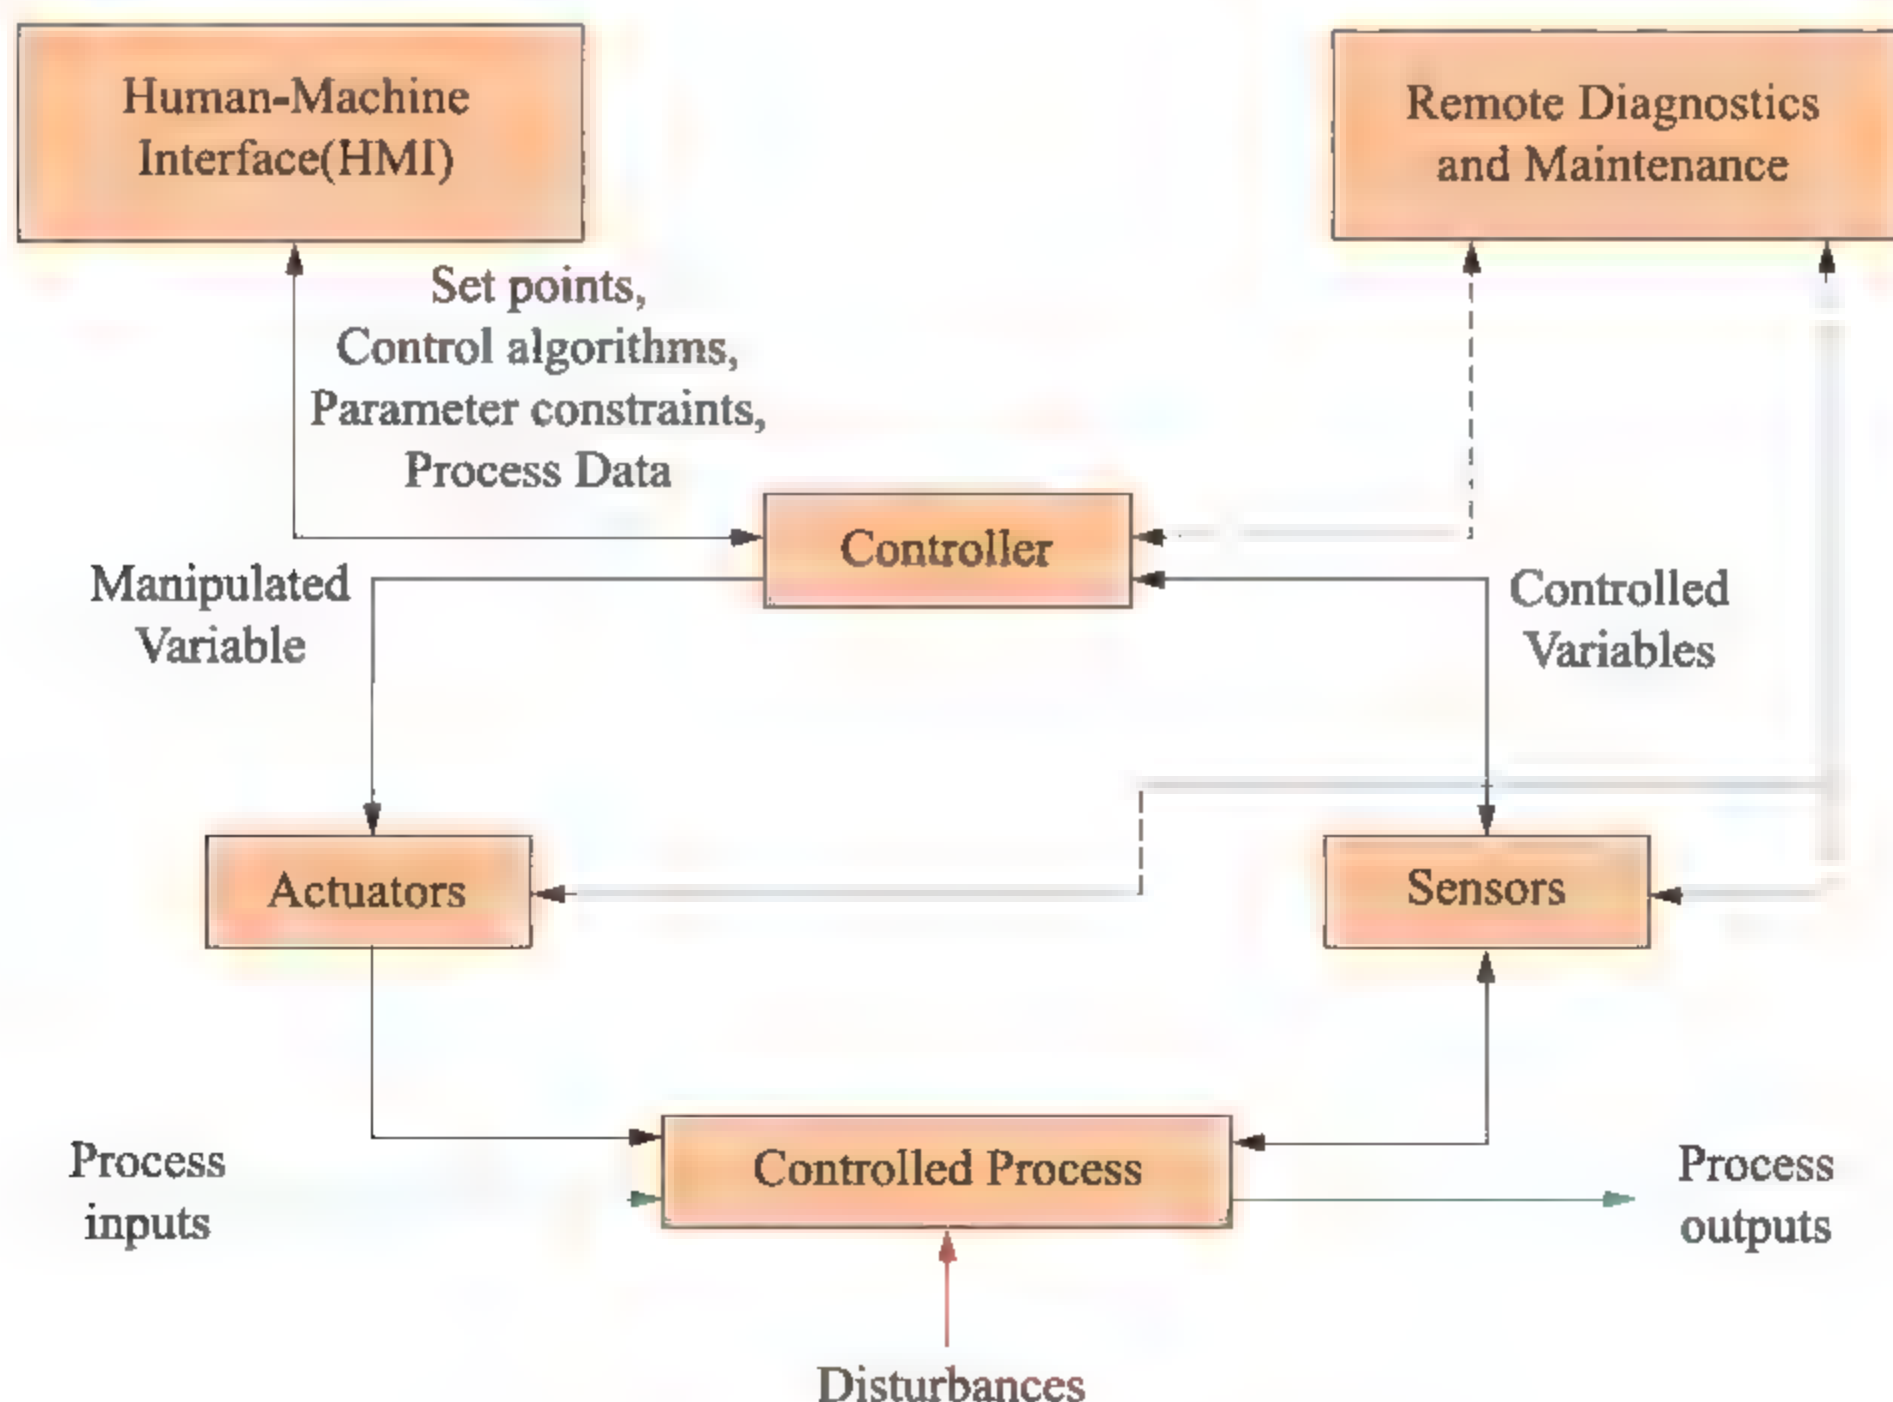 Human-Machine
Interface(HMI)
Remote Diagnostics
and Maintenance
Set points,
Control algorithms,
Parameter constraints,
Process Data
Controller
Manipulated
Variable
Controlled
Variables
Actuators
Sensors
Process
inputs
Controlled Process
Process
outputs
Disturbances